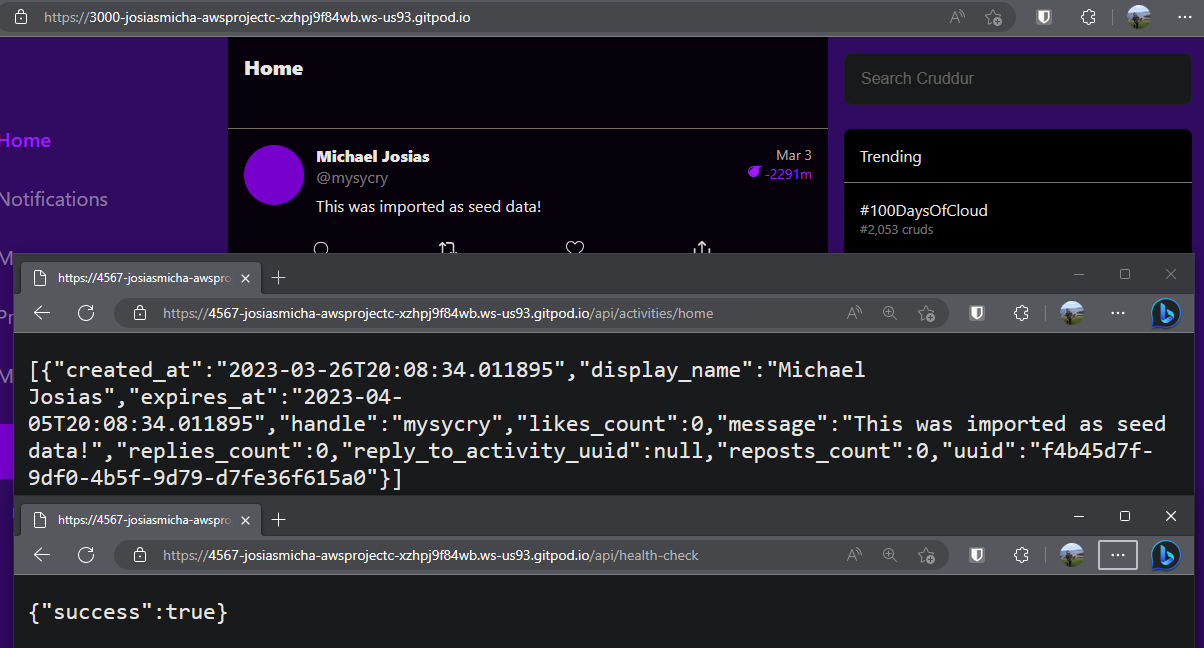 https://3000-josiasmicha-awsprojectc-xzhpj9f84wb.ws-us93.gitpod.io
Home
Search Cruddur
Home
Michael Josias
Mar 3
@mysycry
-2291m
This was imported as seed data!
Trending
#100DaysOfCloud
#2,053 cruds
Notifications
M
Pr
M
https://4567-josiasmicha-awspro
https://4567-josiasmicha-awsprojectc-xzhpj9f84wb.ws-us93.gitpod.io/api/activities/home
[{"created_at":"2023-03-26T20:08:34.011895","display_name":"Michael
Josias","expires_at":"2023-04-
05T20:08:34.011895","handle":"mysycry","likes_count":0,"message":"This was imported as seed
data!","replies_count":0,"reply_to_activity_uuid":null,"reposts_count":0,"uuid":"f4b45d7f-
9df0-4b5f-9d79-d7fe36f615a0"}]
https://4567-josiasmicha-awspro
https://4567-josiasmicha-awsprojectc-xzhpj9f84wb.ws-us93.gitpod.io/api/health-check
{"success":true}